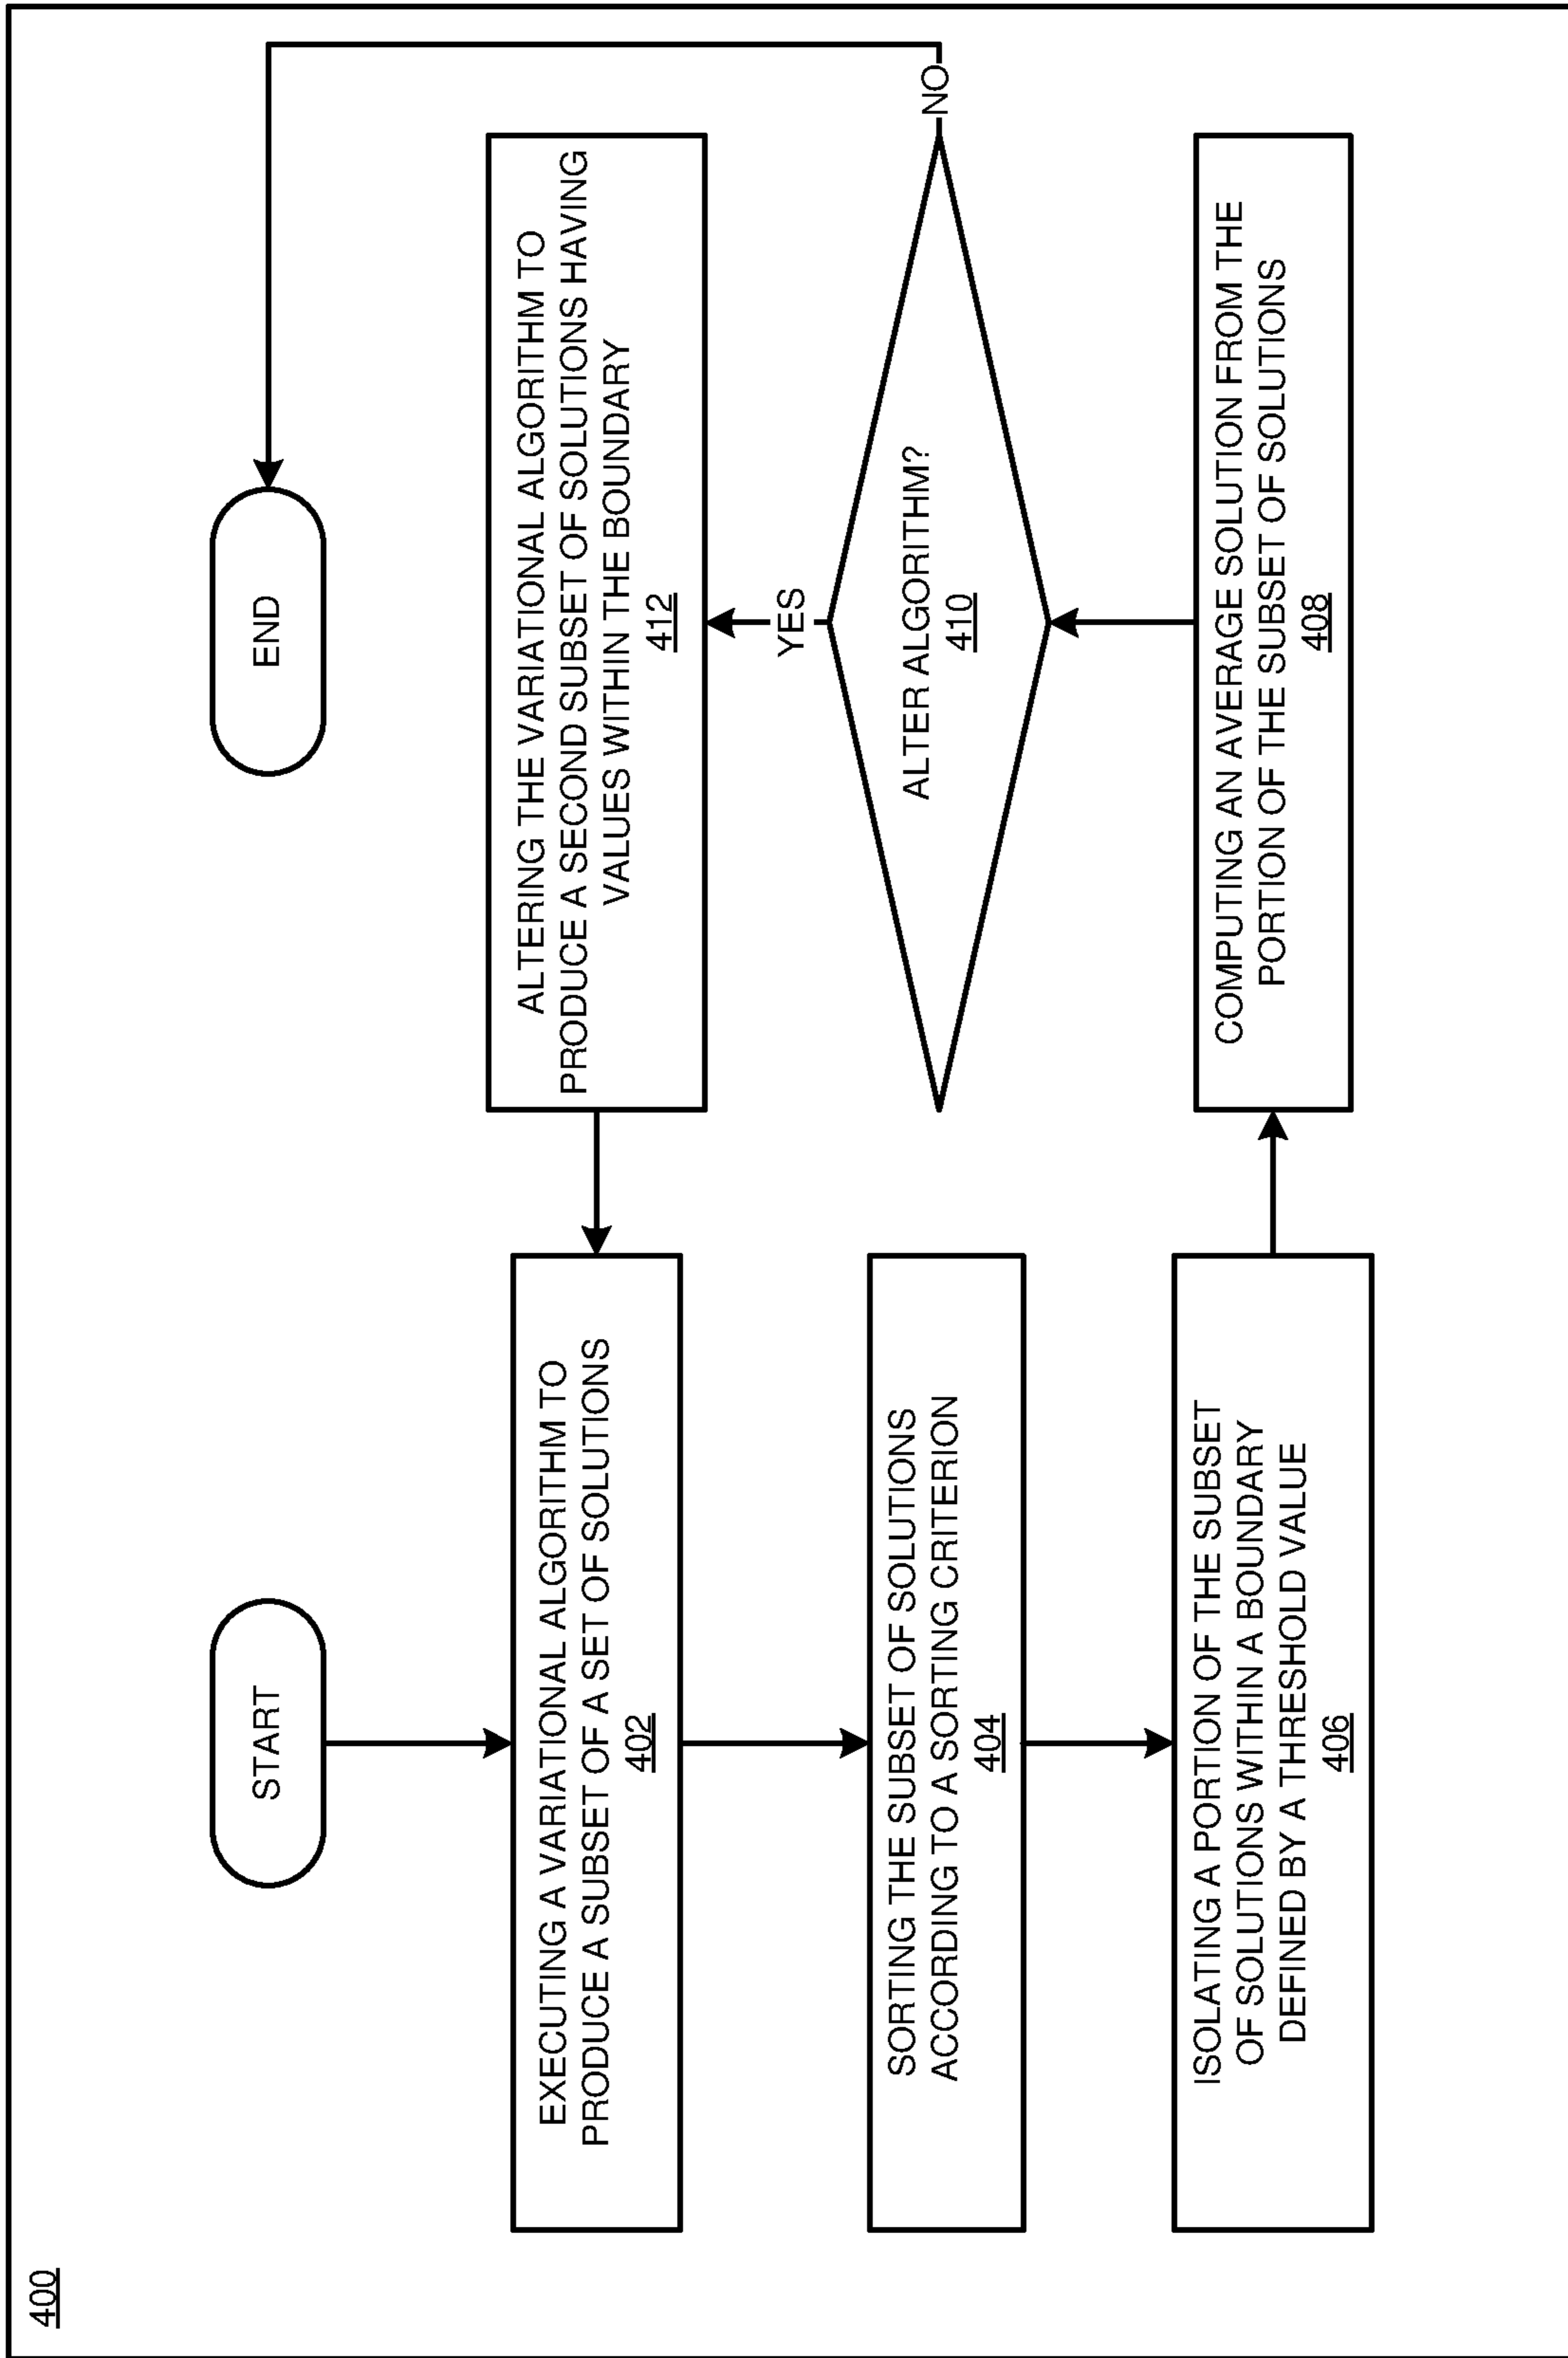 400
START
EXECUTING A VARIATIONAL ALGORITHM TO
PRODUCE A SUBSET OF A SET OF SOLUTIONS
402
SORTING THE SUBSET OF SOLUTIONS
ACCORDING TO A SORTING CRITERION
404
ISOLATING A PORTION OF THE SUBSET
OF SOLUTIONS WITHIN A BOUNDARY
DEFINED BY A THRESHOLD VALUE
406
COMPUTING AN AVERAGE SOLUTION FROM THE
PORTION OF THE SUBSET OF SOLUTIONS
408
ALTER ALGORITHM?
410
YES
NO
ALTERING THE VARIATIONAL ALGORITHM TO
PRODUCE A SECOND SUBSET OF SOLUTIONS HAVING
VALUES WITHIN THE BOUNDARY
412
END